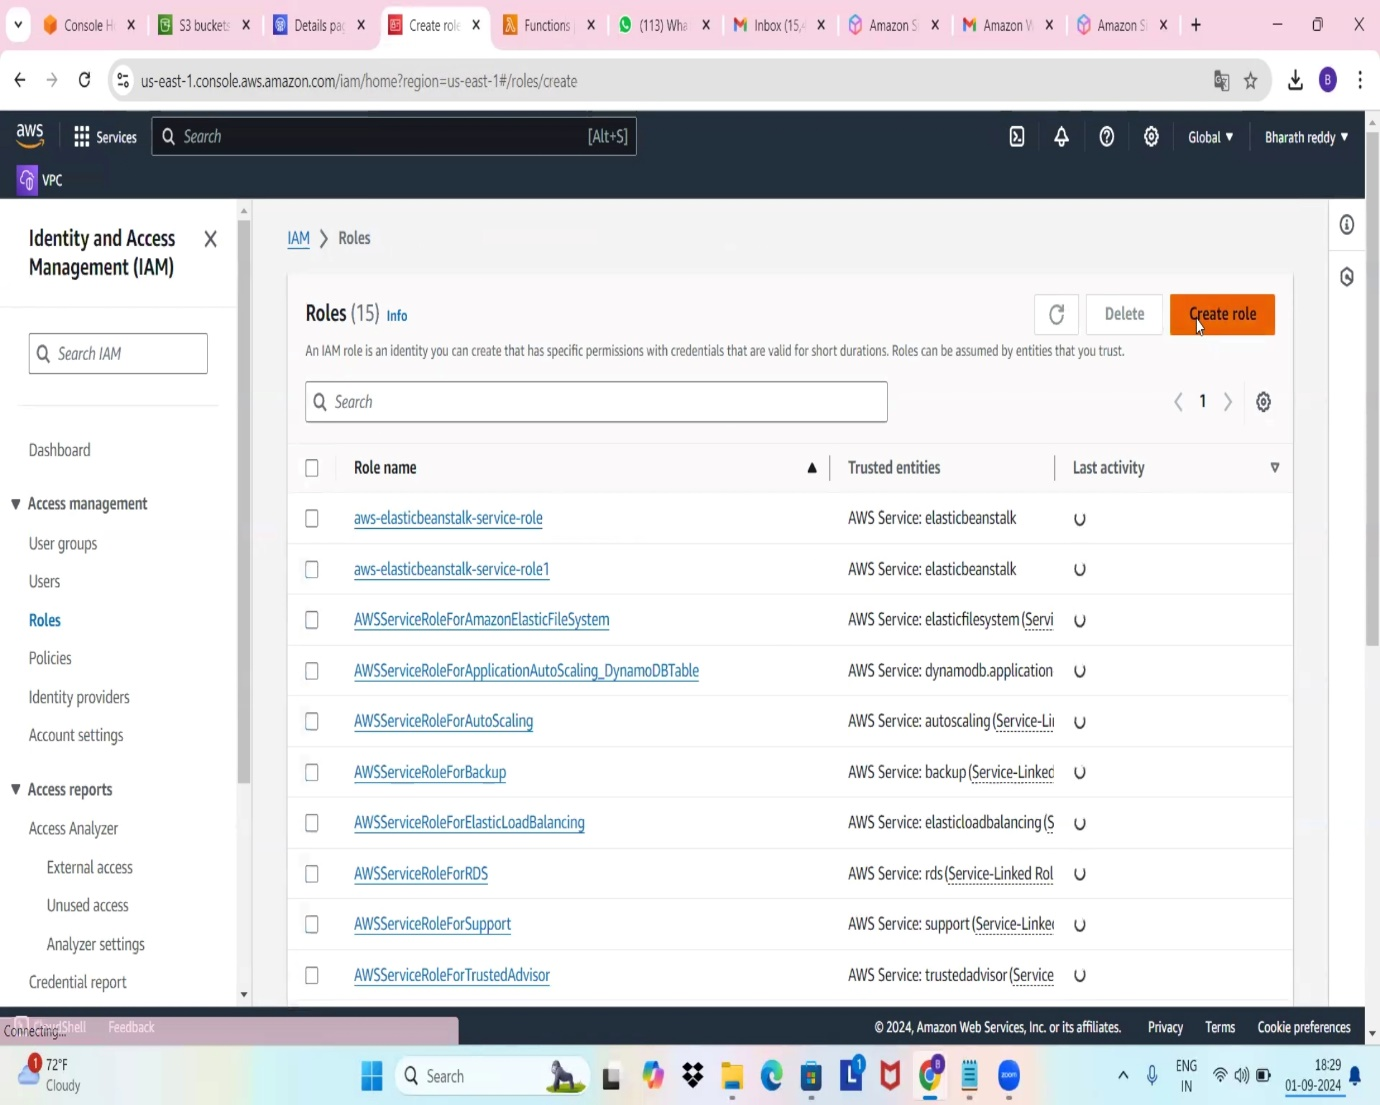 Console H
S3 bucket
Details pa
Create role
Functions
(113) Wha
Inbox (15,
Amazon S
Amazon W
Amazon S
us-east-1.console.aws.amazon.com/iam/home?region=us-east-1#/roles/create
B
aws
Services
Search
[Alt+S]
Global
Bharath reddy
VPC
Identity and Access
Management (IAM)
Search IAM
Dashboard
Access management
User groups
Users
Roles
Policies
Identity providers
Account settings
Access reports
Access Analyzer
External access
Unused access
Analyzer settings
Credential report
IAM > Roles
Roles (15) Info
Delete
Create role
An IAM role is an identity you can create that has specific permissions with credentials that are valid for short durations. Roles can be assumed by entities that you trust.
Search
1
Role name Trusted entities Last activity
aws-elasticbeanstalk-service-role AWS Service: elasticbeanstalk
aws-elasticbeanstalk-service-role1 AWS Service: elasticbeanstalk
AWSServiceRoleForAmazonElasticFileSystem AWS Service: elasticfilesystem (Servi
AWSServiceRoleForApplicationAutoScaling_DynamoDBTable AWS Service: dynamodb.application
AWSServiceRoleForAutoScaling AWS Service: autoscaling (Service-Li
AWSServiceRoleForBackup AWS Service: backup (Service-Linked
AWSServiceRoleForElasticLoadBalancing AWS Service: elasticloadbalancing (S
AWSServiceRoleForRDS AWS Service: rds (Service-Linked Rol
AWSServiceRoleForSupport AWS Service: support (Service-Linke
AWSServiceRoleForTrustedAdvisor AWS Service: trustedadvisor (Service
Connecting...
CloudShell Feedback
© 2024, Amazon Web Services, Inc. or its affiliates. Privacy Terms Cookie preferences
1
72°F
Cloudy
Search
1
B
zoom
ENG
IN
18:29
01-09-2024